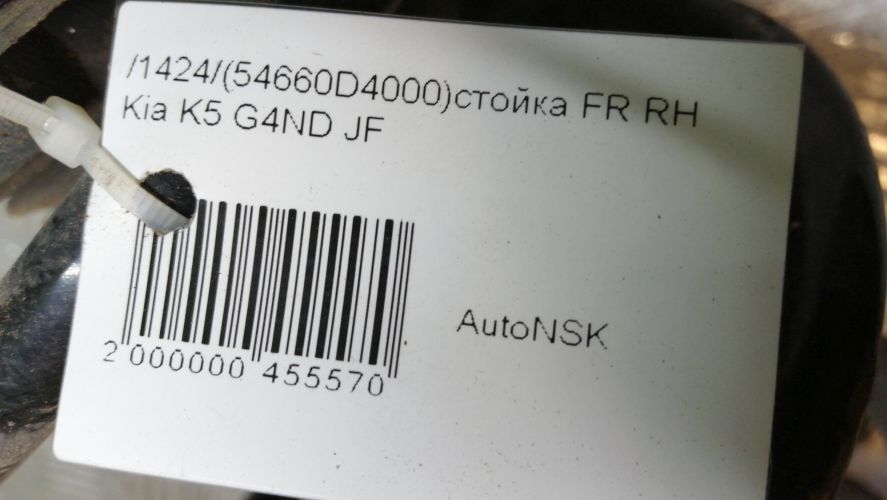 /1424/(54660D4000)стойка FR RH
Kia K5 G4ND JF
AutoNSK
2 000000 455570